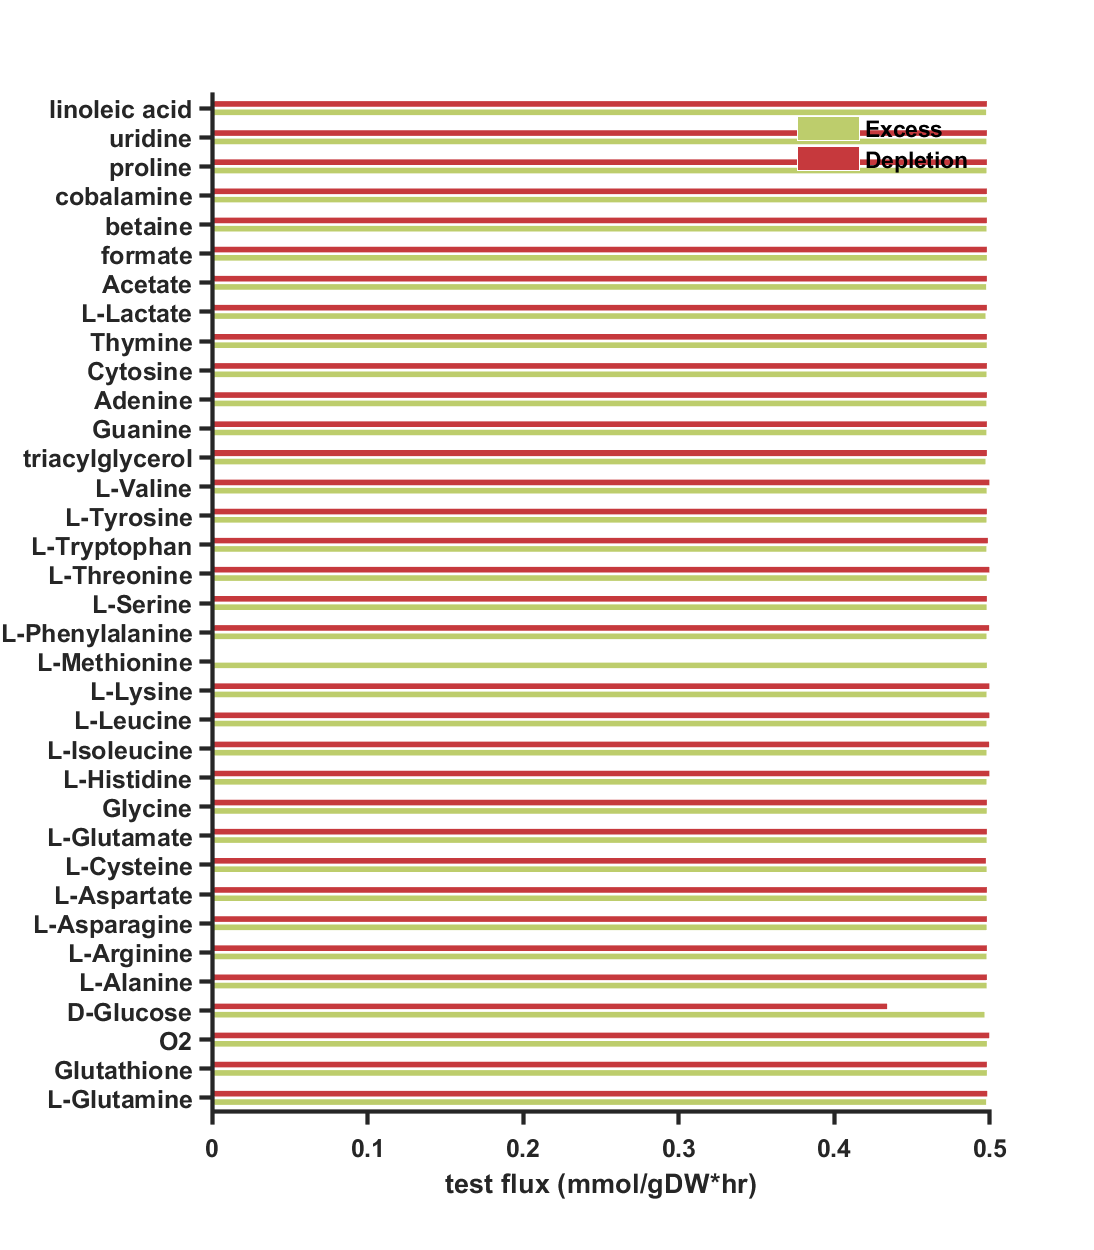 linoleic acid
uridine
proline
cobalamine
betaine
formate
Acetate
L-Lactate
Thymine
Cytosine
Adenine
Guanine
triacylglycerol
L-Valine
L-Tyrosine
L-Tryptophan
L-Threonine
L-Serine
L-Phenylalanine
L-Methionine
L-Lysine
L-Leucine
L-Isoleucine
L-Histidine
Glycine
L-Glutamate
L-Cysteine
L-Aspartate
L-Asparagine
L-Arginine
L-Alanine
D-Glucose
O2
Glutathione
L-Glutamine
Excess
Depletion
0 0.1 0.2 0.3 0.4 0.5
test flux (mmol/gDW*hr)